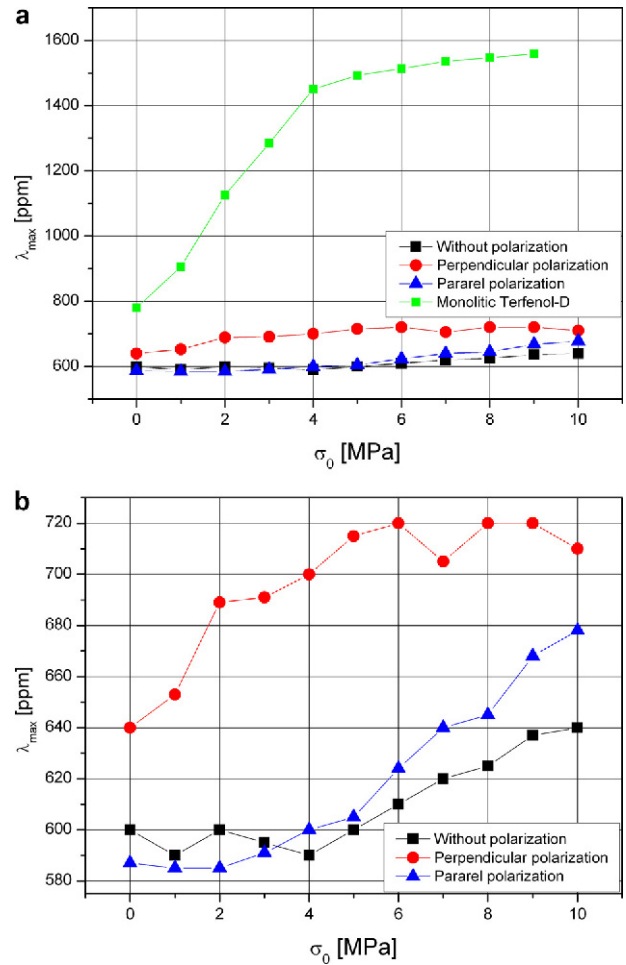 a
1600
1400
1200
1000
800
600
λmax [ppm]
Without polarization
Perpendicular polarization
Pararel polarization
Monolitic Terfenol-D
0 2 4 6 8 10
σ0 [MPa]
b
720
700
680
660
640
620
600
580
λmax [ppm]
Without polarization
Perpendicular polarization
Pararel polarization
0 2 4 6 8 10
σ0 [MPa]